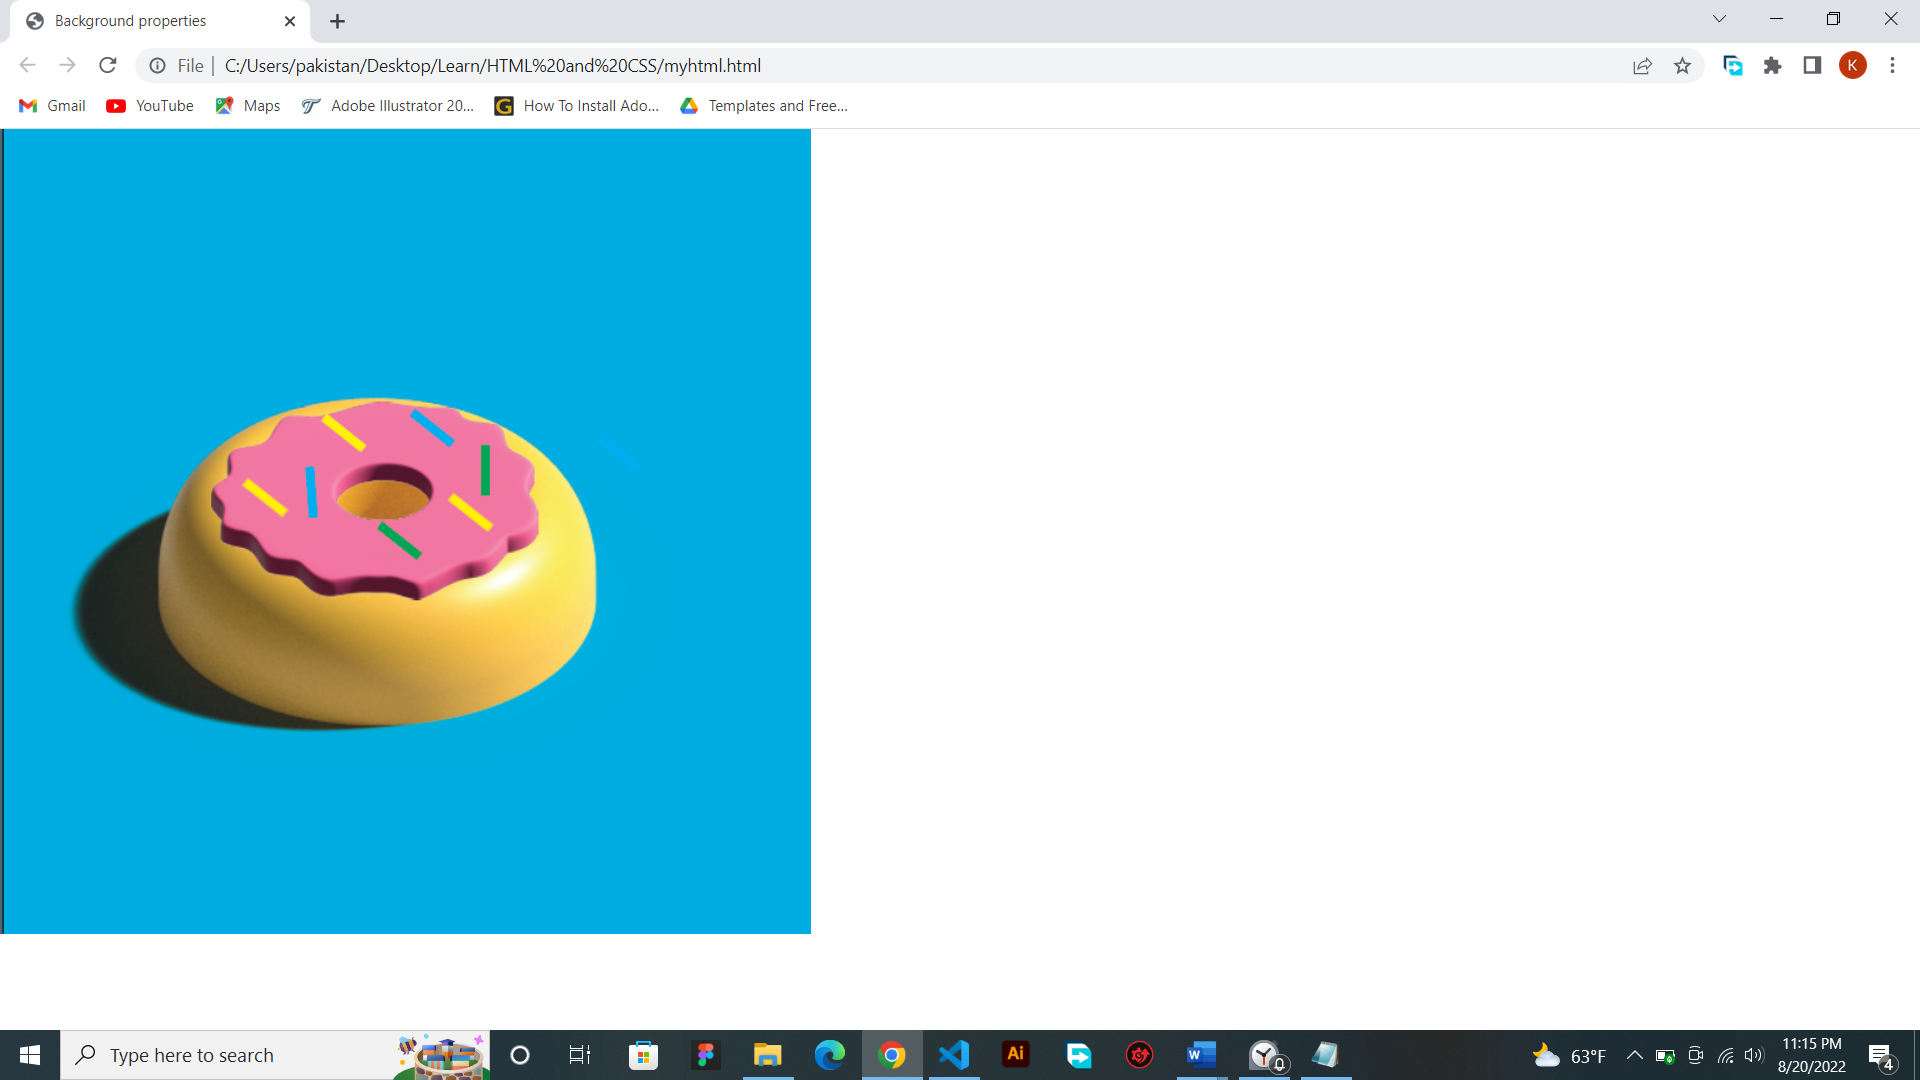 Background properties
File | C:/Users/pakistan/Desktop/Learn/HTML%20and%20CSS/myhtml.html
K
Gmail YouTube Maps Adobe Illustrator 20... How To Install Ado... Templates and Free...
Type here to search
Ai
W
63°F
11:15 PM
8/20/2022
4